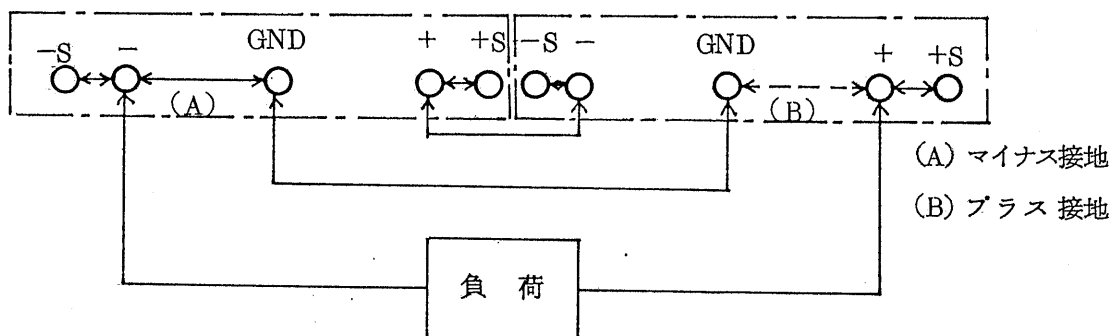 -S - GND + +S -S - GND + +S
(A) (B)
(A) マイナス接地
(B) プラス接地
負荷